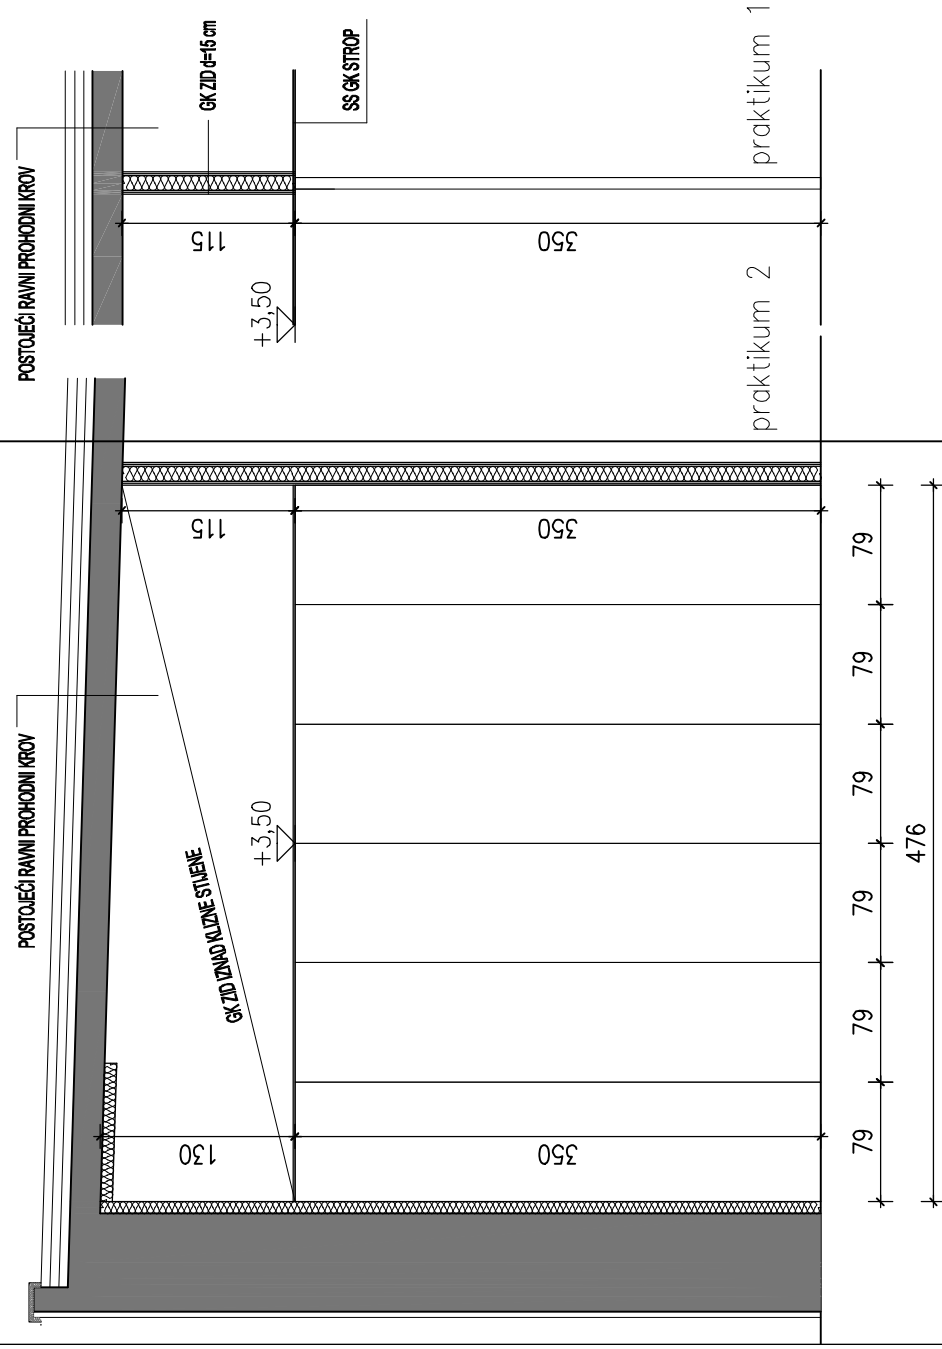 POSTOJEĆI RAVNI PROHODNI KROV
GK ZID d=15 cm
SS GK STROP
115
350
+3,50
praktikum 1
praktikum 2
POSTOJEĆI RAVNI PROHODNI KROV
115
350
GK ZID IZNAD KLIZNE STIJENE
+3,50
130
350
79
79
79
79
79
79
476